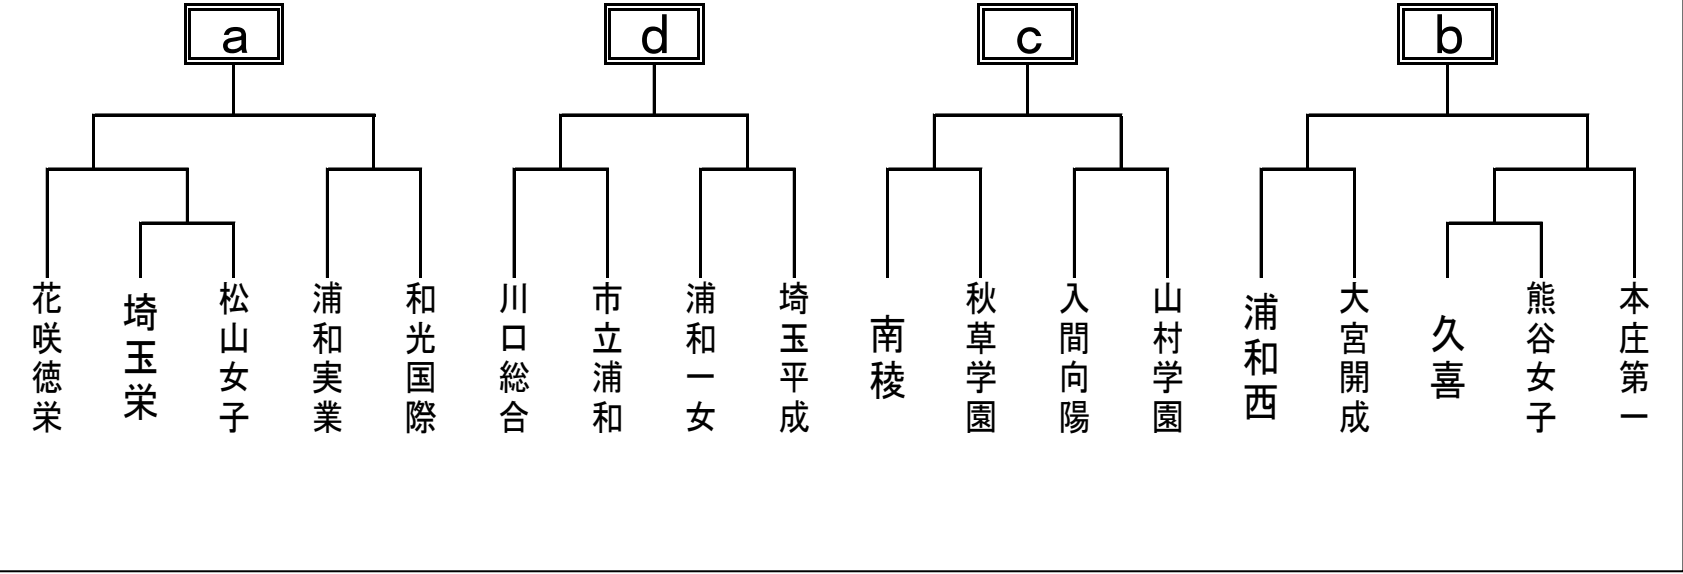 a
d
c
b
花咲徳栄
埼玉栄
松山女子
浦和実業
和光国際
川口総合
市立浦和
浦和一女
埼玉平成
南稜
秋草学園
入間向陽
山村学園
浦和西
大宮開成
久喜
熊谷女子
本庄第一